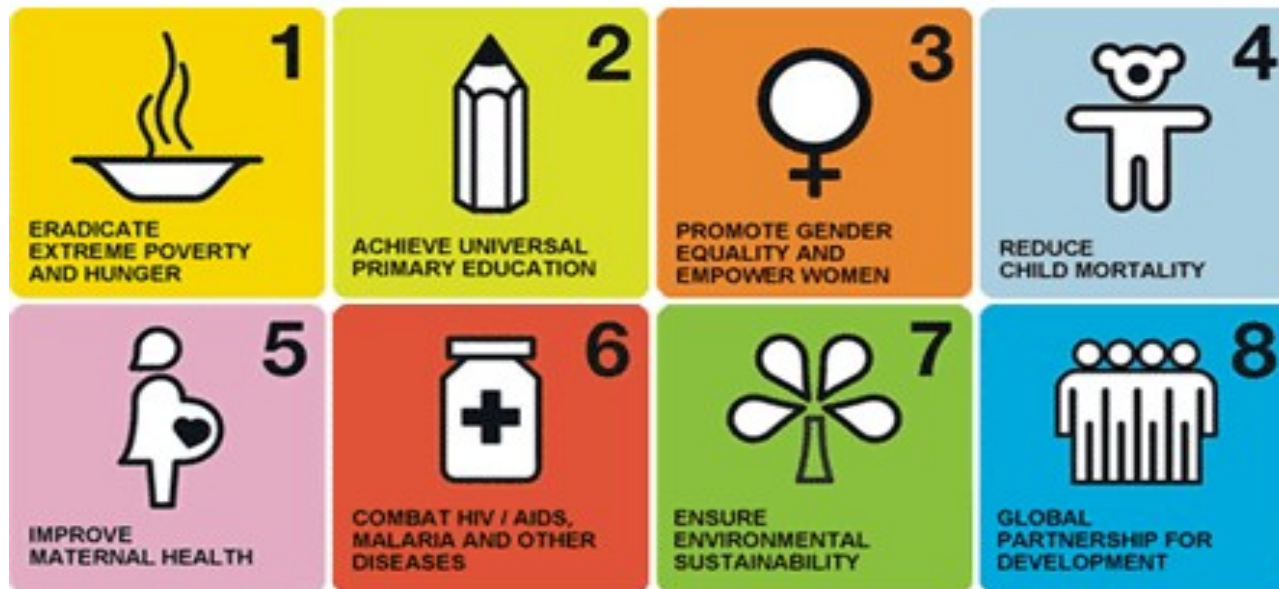 1
ERADICATE
EXTREME POVERTY
AND HUNGER
2
ACHIEVE UNIVERSAL
PRIMARY EDUCATION
3
PROMOTE GENDER
EQUALITY AND
EMPOWER WOMEN
4
REDUCE
CHILD MORTALITY
5
IMPROVE
MATERNAL HEALTH
6
COMBAT HIV / AIDS,
MALARIA AND OTHER
DISEASES
7
ENSURE
ENVIRONMENTAL
SUSTAINABILITY
8
GLOBAL
PARTNERSHIP FOR
DEVELOPMENT